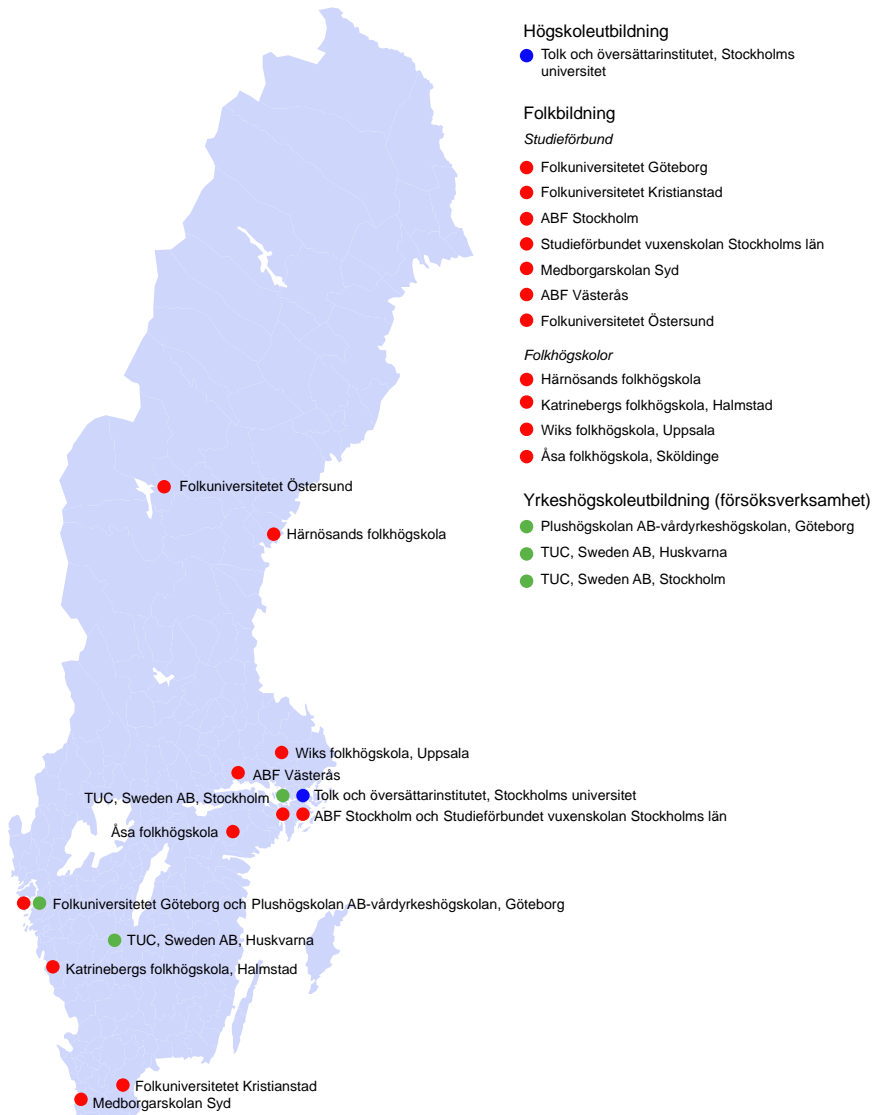 Högskoleutbildning
Tolk och översättarinstitutet, Stockholms
universitet
Folkbildning
Studieförbund
Folkuniversitetet Göteborg
Folkuniversitetet Kristianstad
ABF Stockholm
Studieförbundet vuxenskolan Stockholms län
Medborgarskolan Syd
ABF Västerås
Folkuniversitetet Östersund
Folkhögskolor
Härnösands folkhögskola
Katrinebergs folkhögskola, Halmstad
Wiks folkhögskola, Uppsala
Åsa folkhögskola, Sköldinge
Yrkeshögskoleutbildning (försöksverksamhet)
Plushögskolan AB-vårdyrkeshögskolan, Göteborg
TUC, Sweden AB, Huskvarna
TUC, Sweden AB, Stockholm
Folkuniversitetet Östersund
Härnösands folkhögskola
Wiks folkhögskola, Uppsala
ABF Västerås
TUC, Sweden AB, Stockholm
Tolk och översättarinstitutet, Stockholms universitet
ABF Stockholm och Studieförbundet vuxenskolan Stockholms län
Åsa folkhögskola
Folkuniversitetet Göteborg och Plushögskolan AB-vårdyrkeshögskolan, Göteborg
TUC, Sweden AB, Huskvarna
Katrinebergs folkhögskola, Halmstad
Folkuniversitetet Kristianstad
Medborgarskolan Syd